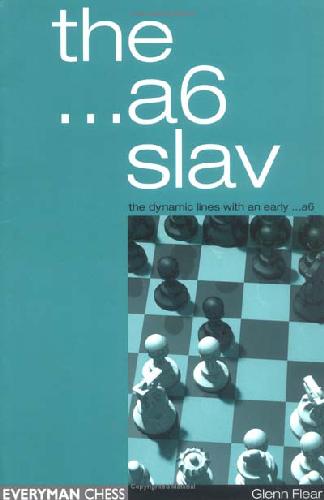 the
...a6
slav
the dynamic lines with an early ...a6
EVERYMAN CHESS
Glenn Flear